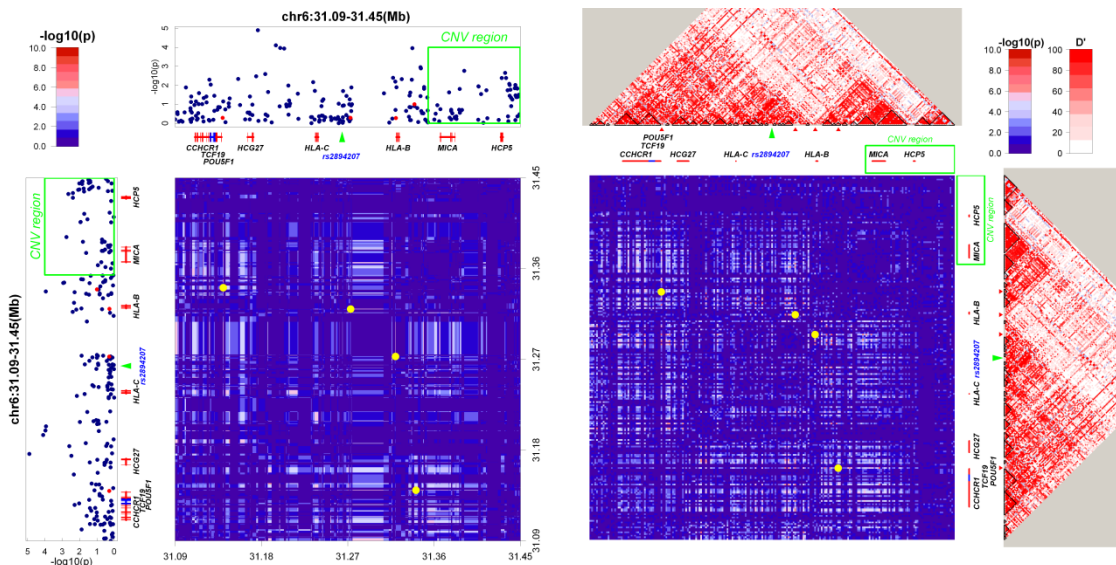 chr6:31.09-31.45(Mb)
-log10(p)
10.0
8.0
6.0
4.0
2.0
0.0
-log10(p)
5
4
3
2
1
0
CNV region
CCHCR1
TCF19
POU5F1
HCG27
HLA-C
rs2894207
HLA-B
MICA
HCP5
chr6:31.09-31.45(Mb)
CNV region
HCP5
MICA
HLA-B
rs2894207
HLA-C
HCG27
POU5F1
TCF19
CCHCR1
5 4 3 2 1 0
-log10(p)
31.45
31.36
31.27
31.18
31.09
31.09 31.18 31.27 31.36 31.45
POU5F1
TCF19
CCHCR1
HCG27
HLA-C
rs2894207
HLA-B
CNV region
MICA
HCP5
-log10(p)
10.0
8.0
6.0
4.0
2.0
0.0
D'
100
80
60
40
20
0
CNV region
HCP5
MICA
HLA-B
rs2894207
HLA-C
HCG27
POU5F1
TCF19
CCHCR1